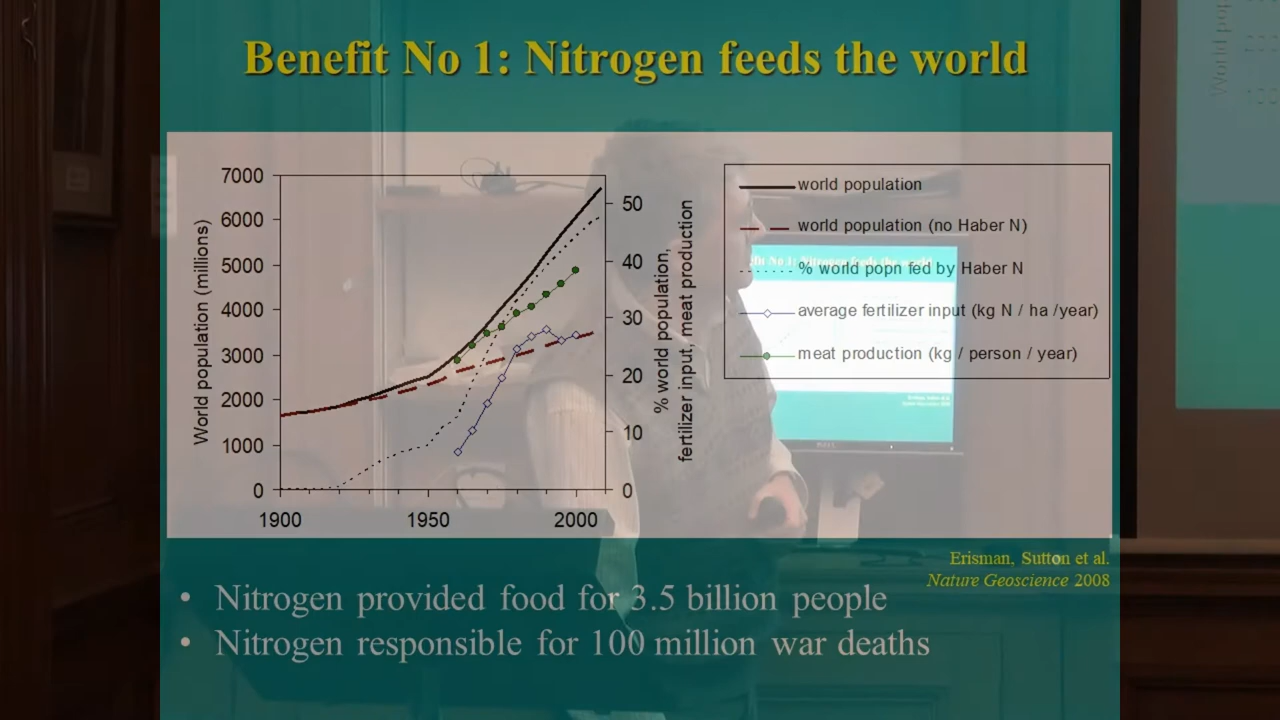 Benefit No 1: Nitrogen feeds the world
7000
6000
5000
4000
3000
2000
1000
0
World population (millions)
1900
1950
2000
50
40
30
20
10
0
% world population,
fertilizer input, meat production
world population
world population (no Haber N)
% world popn fed by Haber N
average fertilizer input (kg N / ha /year)
meat production (kg / person / year)
Erisman, Sutton et al.
Nature Geoscience 2008
• Nitrogen provided food for 3.5 billion people
• Nitrogen responsible for 100 million war deaths
World pop